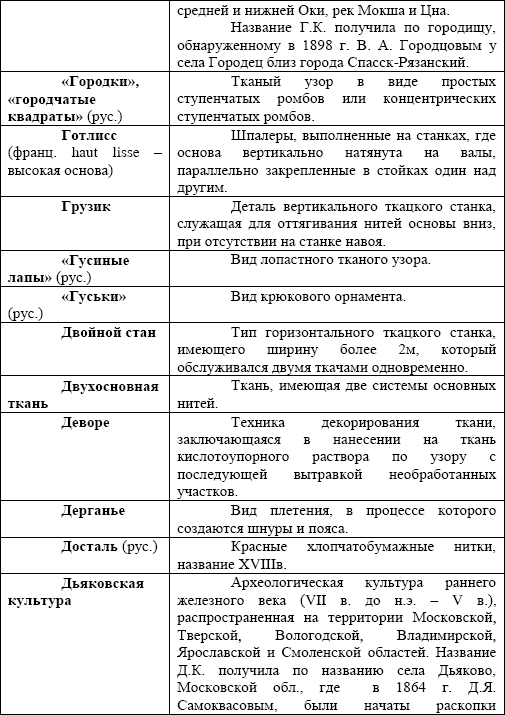 средней и нижней Оки, рек Мокша и Цна.
Название Г.К. получила по городищу,
обнаруженному в 1898 г. В. А. Городцовым у
села Городец близ города Спасск-Рязанский.
«Городки»,
«городчатые
квадраты» (рус.)
Тканый узор в виде простых
ступенчатых ромбов или концентрических
ступенчатых ромбов.
Готлисс
(франц. haut lisse –
высокая основа)
Шпалеры, выполненные на станках, где
основа вертикально натянута на валы,
параллельно закрепленные в стойках один над
другим.
Грузик
Деталь вертикального ткацкого станка,
служащая для оттягивания нитей основы вниз,
при отсутствии на станке навоя.
«Гусиные
лапы» (рус.)
Вид лопастного тканого узора.
«Гуськи»
(рус.)
Вид крюкового орнамента.
Двойной стан
Тип горизонтального ткацкого станка,
имеющего ширину более 2м, который
обслуживался двумя ткачами одновременно.
Двухосновная
ткань
Ткань, имеющая две системы основных
нитей.
Деворе
Техника декорирования ткани,
заключающаяся в нанесении на ткань
кислотоупорного раствора по узору с
последующей вытравкой необработанных
участков.
Дерганье
Вид плетения, в процессе которого
создаются шнуры и пояса.
Досталь (рус.)
Красные хлопчатобумажные нитки,
название XVIIIв.
Дьяковская
культура
Археологическая культура раннего
железного века (VII в. до н.э. – V в.),
распространенная на территории Московской,
Тверской, Вологодской, Владимирской,
Ярославской и Смоленской областей. Название
Д.К. получила по названию села Дьяково,
Московской обл., где в 1864 г. Д.Я.
Самоквасовым, были начаты раскопки